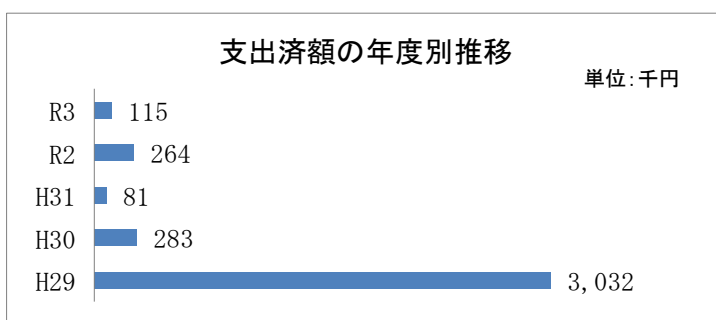 支出済額の年度別推移
単位：千円
R3 115
R2 264
H31 81
H30 283
H29 3,032